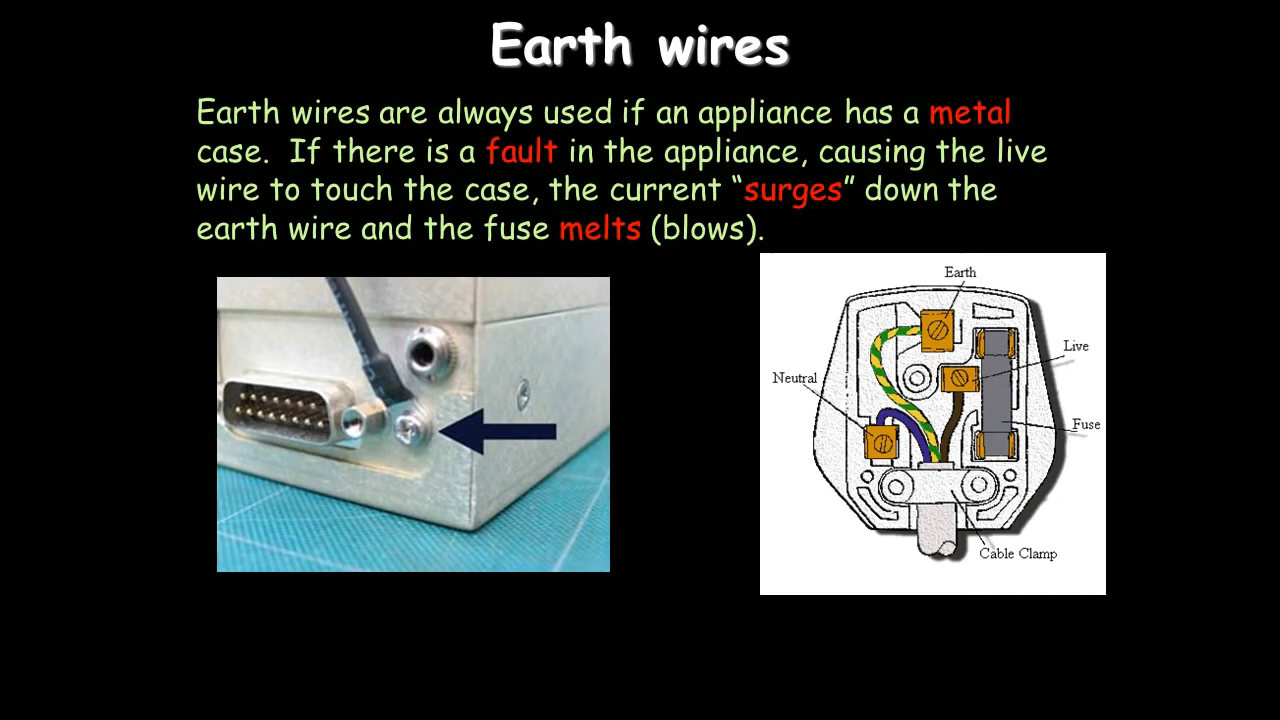 Earth wires
Earth wires are always used if an appliance has a metal
case.  If there is a fault in the appliance, causing the live
wire to touch the case, the current “surges” down the
earth wire and the fuse melts (blows).
Earth
Live
Neutral
Fuse
Cable Clamp